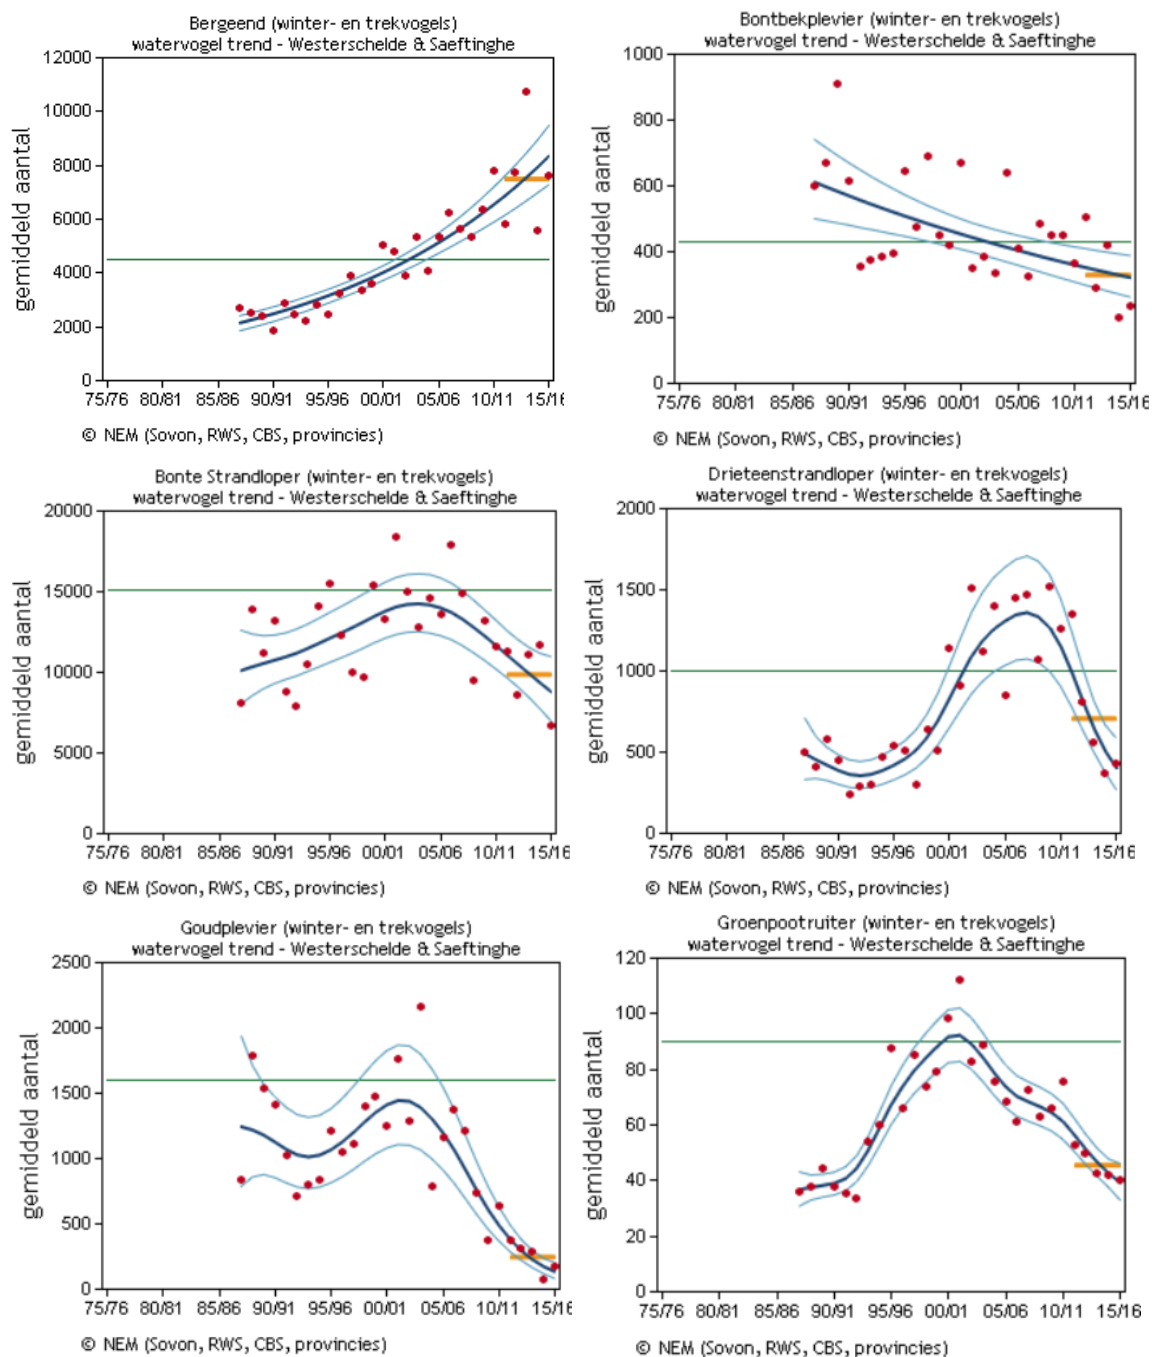 Bergeend (winter- en trekvogels)
watervogel trend - Westerschelde & Saeftinghe
gemiddeld aantal
12000
10000
8000
6000
4000
2000
0
75/76 80/81 85/86 90/91 95/96 00/01 05/06 10/11 15/16
© NEM (Sovon, RWS, CBS, provincies)
Bontbekplevier (winter- en trekvogels)
watervogel trend - Westerschelde & Saeftinghe
gemiddeld aantal
1000
800
600
400
200
0
75/76 80/81 85/86 90/91 95/96 00/01 05/06 10/11 15/16
© NEM (Sovon, RWS, CBS, provincies)
Bonte Strandloper (winter- en trekvogels)
watervogel trend - Westerschelde & Saeftinghe
gemiddeld aantal
20000
15000
10000
5000
0
75/76 80/81 85/86 90/91 95/96 00/01 05/06 10/11 15/16
© NEM (Sovon, RWS, CBS, provincies)
Drieteenstrandloper (winter- en trekvogels)
watervogel trend - Westerschelde & Saeftinghe
gemiddeld aantal
2000
1500
1000
500
0
75/76 80/81 85/86 90/91 95/96 00/01 05/06 10/11 15/16
© NEM (Sovon, RWS, CBS, provincies)
Goudplevier (winter- en trekvogels)
watervogel trend - Westerschelde & Saeftinghe
gemiddeld aantal
2500
2000
1500
1000
500
0
75/76 80/81 85/86 90/91 95/96 00/01 05/06 10/11 15/16
© NEM (Sovon, RWS, CBS, provincies)
Groenpootruiter (winter- en trekvogels)
watervogel trend - Westerschelde & Saeftinghe
gemiddeld aantal
120
100
80
60
40
20
0
75/76 80/81 85/86 90/91 95/96 00/01 05/06 10/11 15/16
© NEM (Sovon, RWS, CBS, provincies)